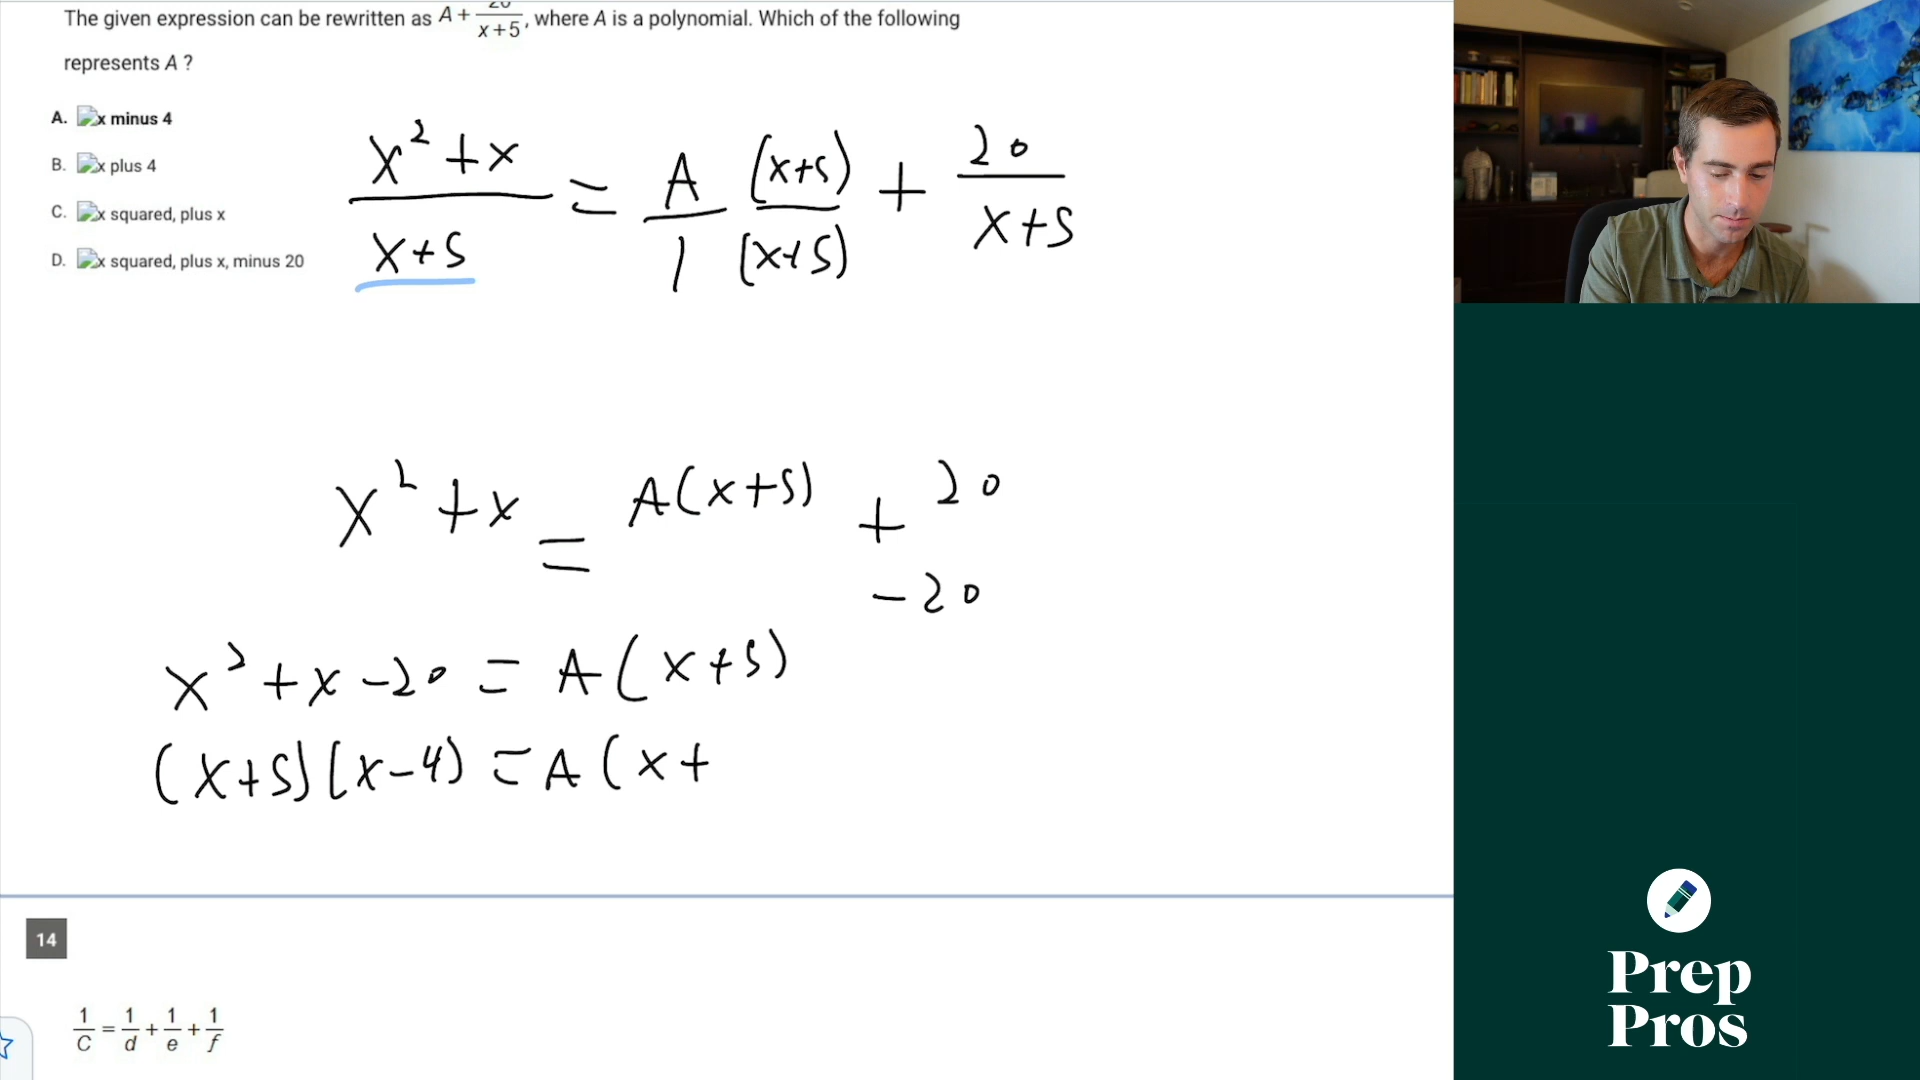 The given expression can be rewritten as A + 20/x+5, where A is a polynomial. Which of the following
represents A ?
A. x minus 4
B. x plus 4
C. x squared, plus x
D. x squared, plus x, minus 20
x² + x / x+5 = A/1 (x+5)/(x+5) + 20/x+5
x² + x = A(x+5) + 20
-20
x² + x - 20 = A(x+5)
(x+5)(x-4) = A(x+
14
1/C = 1/d + 1/e + 1/f
Prep
Pros